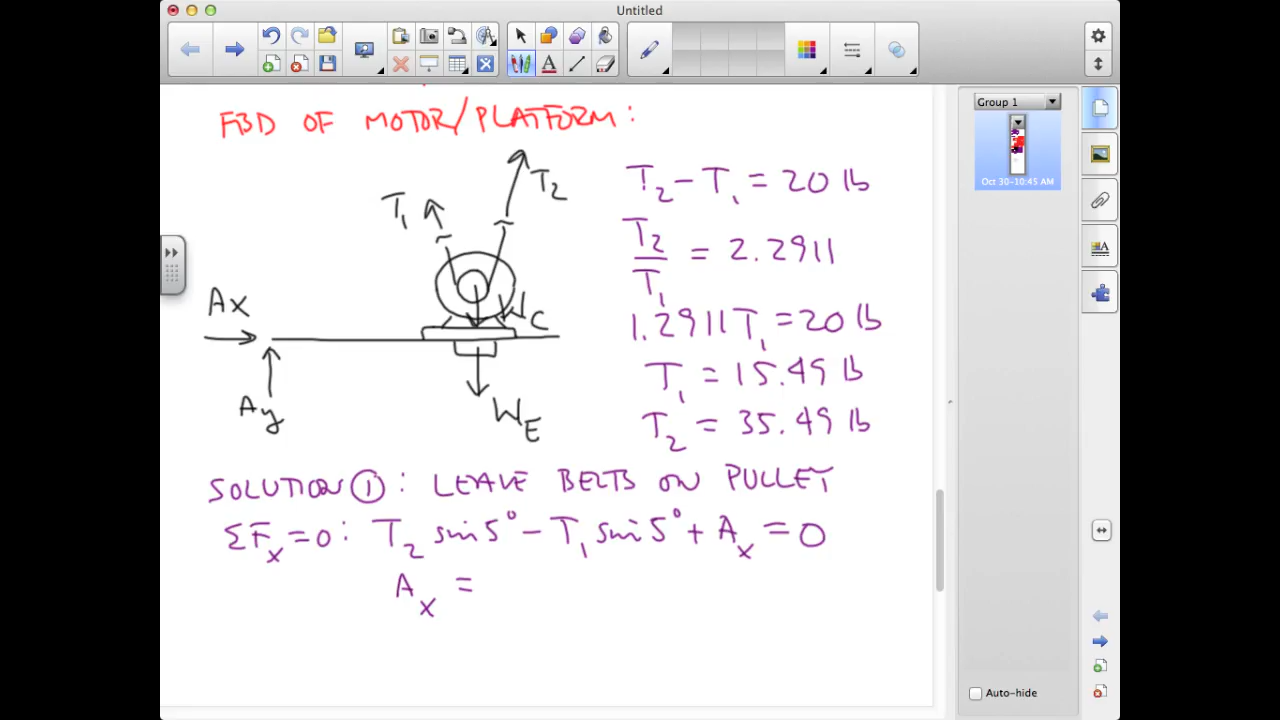 Untitled
Group 1
Oct 30-10:45 AM
FBD OF MOTOR/PLATFORM:
T₁
T₂
Ax
Ay
W_C
W_E
T₂ - T₁ = 20 lb
T₂/T₁ = 2.2911
1.2911 T₁ = 20 lb
T₁ = 15.49 lb
T₂ = 35.49 lb
SOLUTION ①: LEAVE BELTS ON PULLEY
ΣFₓ = 0: T₂ sin 5° - T₁ sin 5° + Aₓ = 0
Aₓ =
Auto-hide